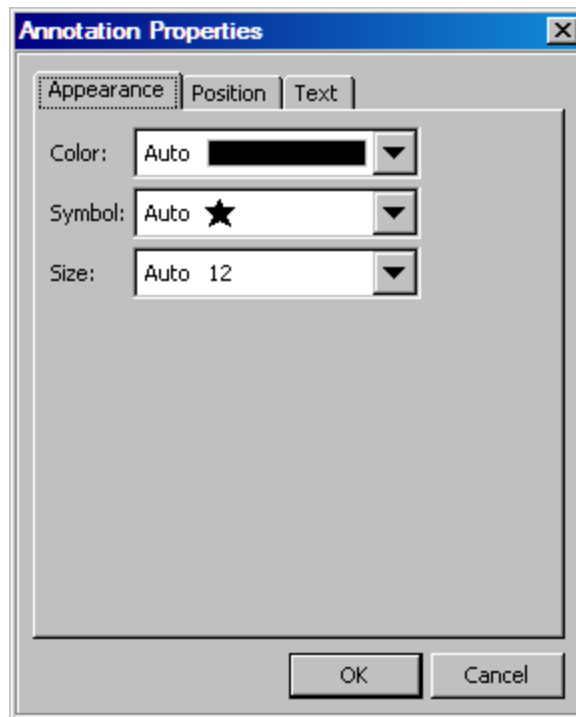 Annotation Properties
Appearance Position Text
Color: Auto
Symbol: Auto
Size: Auto 12
OK Cancel